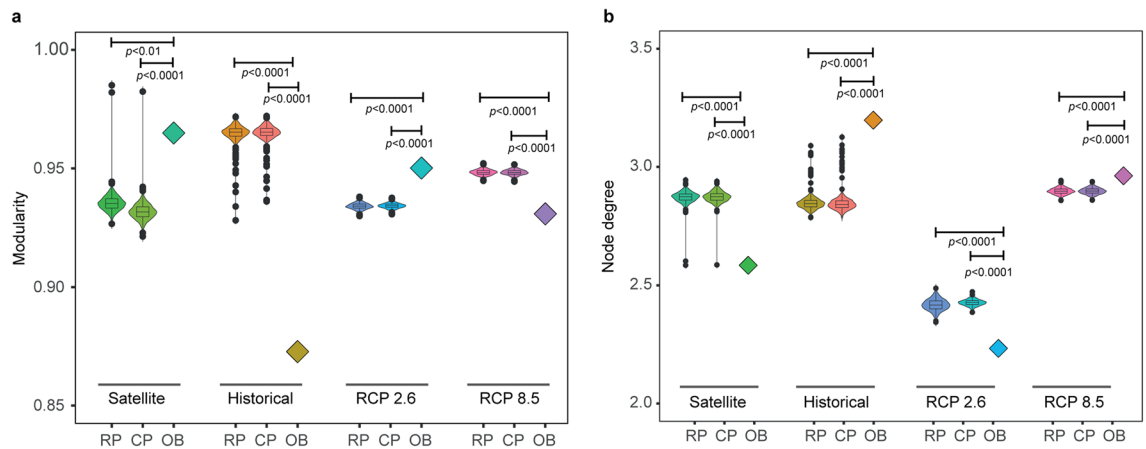 a
Modularity
1.00
0.95
0.90
0.85
p<0.01
p<0.0001
p<0.0001
p<0.0001
p<0.0001
p<0.0001
p<0.0001
p<0.0001
Satellite Historical RCP 2.6 RCP 8.5
RP CP OB RP CP OB RP CP OB RP CP OB
b
Node degree
3.5
3.0
2.5
2.0
p<0.0001
p<0.0001
p<0.0001
p<0.0001
p<0.0001
p<0.0001
p<0.0001
p<0.0001
Satellite Historical RCP 2.6 RCP 8.5
RP CP OB RP CP OB RP CP OB RP CP OB